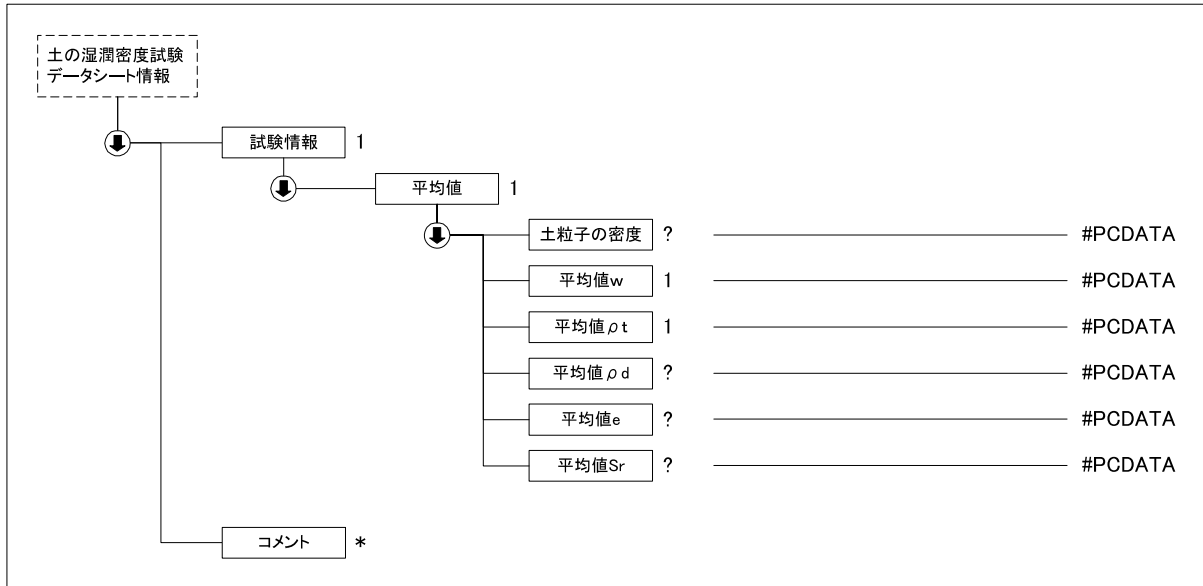 土の湿潤密度試験
データシート情報
試験情報 1
平均値 1
土粒子の密度 ? #PCDATA
平均値w 1 #PCDATA
平均値ρt 1 #PCDATA
平均値ρd ? #PCDATA
平均値e ? #PCDATA
平均値Sr ? #PCDATA
コメント *